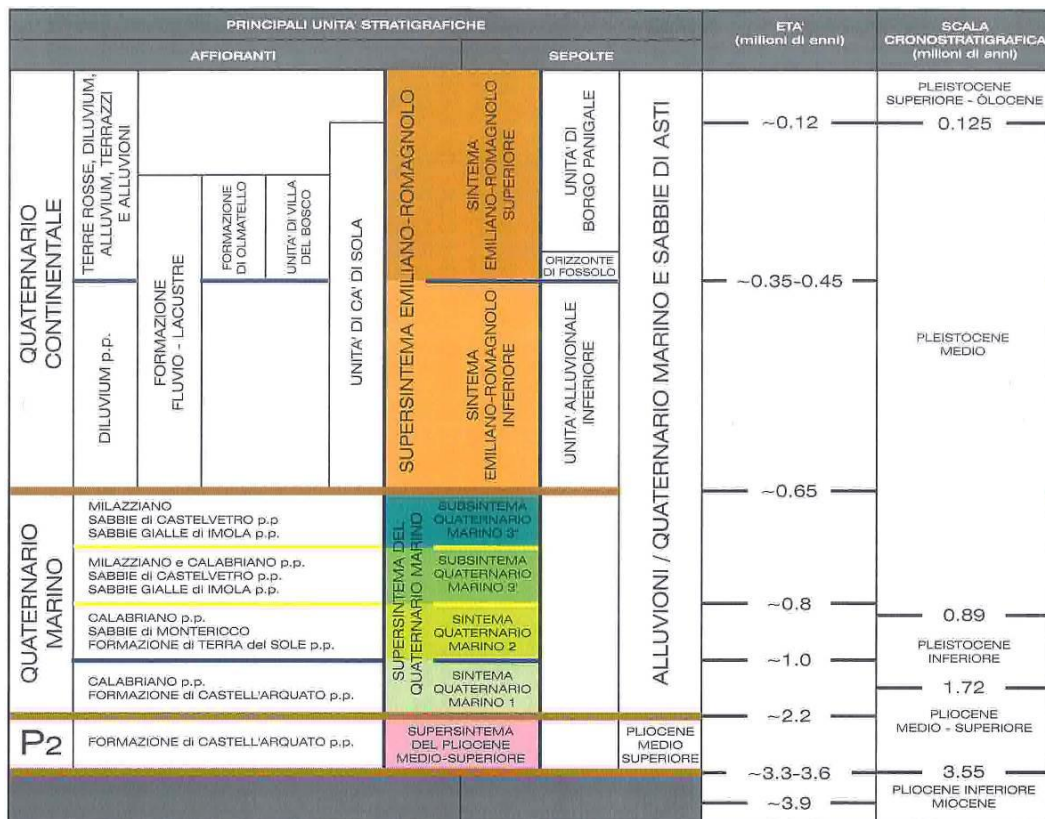 PRINCIPALI UNITA' STRATIGRAFICHE
AFFIORANTI
SEPOLTE
ETA'
(milioni di anni)
SCALA
CRONOSTRATIGRAFICA
(milioni di anni)
QUATERNARIO
CONTINENTALE
TERRE ROSSE, DILUVIUM,
ALLUVIUM, TERRAZZI
E ALLUVIONI
DILUVIUM p.p.
FORMAZIONE
FLUVIO - LACUSTRE
FORMAZIONE
DI OLMATELLO
UNITA' DI VILLA
DEL BOSCO
UNITA' DI CA' DI SOLA
SUPERSINTEMA EMILIANO-ROMAGNOLO
SINTEMA
EMILIANO-ROMAGNOLO
SUPERIORE
SINTEMA
EMILIANO-ROMAGNOLO
INFERIORE
UNITA' DI
BORGO PANIGALE
ORIZZONTE
DI FOSSOLO
UNITA' ALLUVIONALE
INFERIORE
ALLUVIONI / QUATERNARIO MARINO E SABBIE DI ASTI
QUATERNARIO
MARINO
MILAZZIANO
SABBIE di CASTELVETRO p.p
SABBIE GIALLE di IMOLA p.p.
MILAZZIANO e CALABRIANO p.p.
SABBIE di CASTELVETRO p.p.
SABBIE GIALLE di IMOLA p.p.
CALABRIANO p.p.
SABBIE di MONTERICCO
FORMAZIONE di TERRA del SOLE p.p.
CALABRIANO p.p.
FORMAZIONE di CASTELL'ARQUATO p.p.
SUPERSINTEMA DEL
QUATERNARIO MARINO
SUBSINTEMA
QUATERNARIO
MARINO 3"
SUBSINTEMA
QUATERNARIO
MARINO 3'
SINTEMA
QUATERNARIO
MARINO 2
SINTEMA
QUATERNARIO
MARINO 1
P2
FORMAZIONE di CASTELL'ARQUATO p.p.
SUPERSINTEMA
DEL PLIOCENE
MEDIO-SUPERIORE
PLIOCENE
MEDIO
SUPERIORE
~0.12
~0.35-0.45
~0.65
~0.8
~1.0
~2.2
~3.3-3.6
~3.9
PLEISTOCENE
SUPERIORE - OLOCENE
0.125
PLEISTOCENE
MEDIO
0.89
PLEISTOCENE
INFERIORE
1.72
PLIOCENE
MEDIO - SUPERIORE
3.55
PLIOCENE INFERIORE
MIOCENE